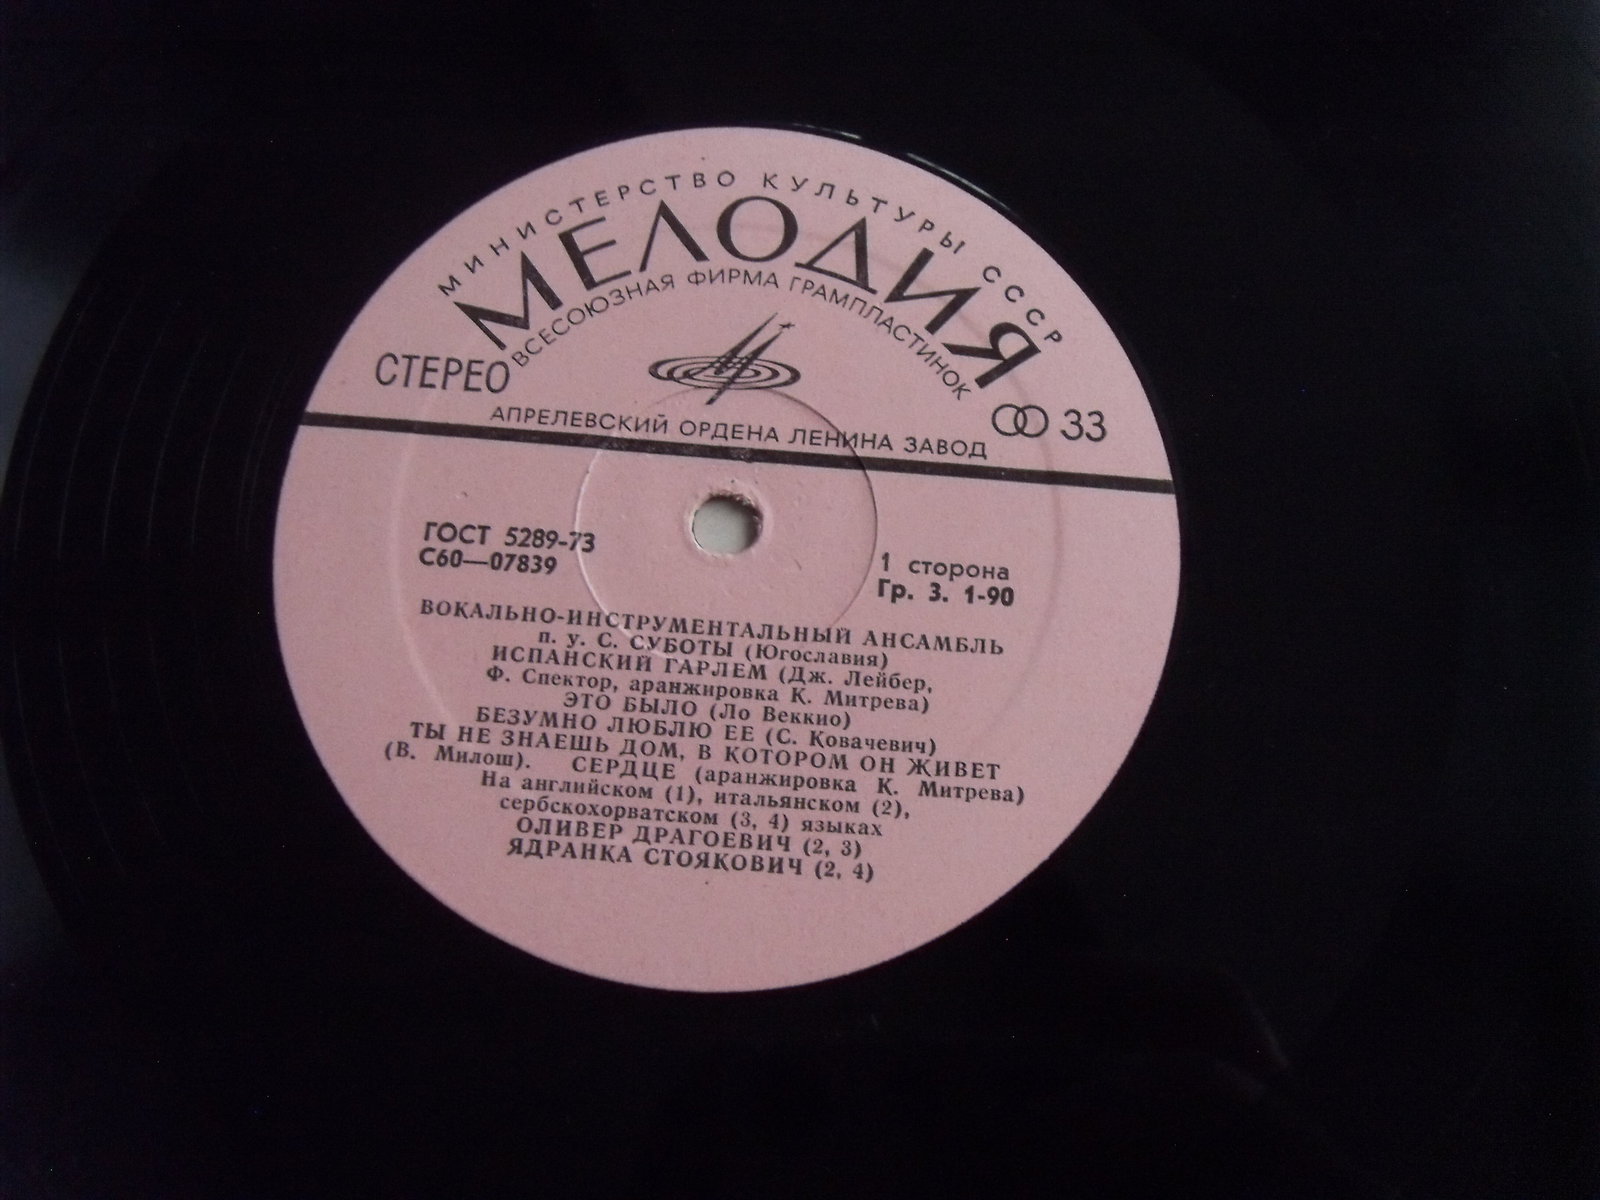 МИНИСТЕРСТВО КУЛЬТУРЫ СССР
МЕЛОДИЯ
ВСЕСОЮЗНАЯ ФИРМА ГРАМПЛАСТИНОК
СТЕРЕО
33
АПРЕЛЕВСКИЙ ОРДЕНА ЛЕНИНА ЗАВОД
ГОСТ 5289-73
С60—07839
1 сторона
Гр. 3. 1-90
ВОКАЛЬНО-ИНСТРУМЕНТАЛЬНЫЙ АНСАМБЛЬ
п. у. С. СУБОТЫ (Югославия)
ИСПАНСКИЙ ГАРЛЕМ (Дж. Лейбер,
Ф. Спектор, аранжировка К. Митрева)
ЭТО БЫЛО (Ло Веккио)
БЕЗУМНО ЛЮБЛЮ ЕЕ (С. Ковачевич)
ТЫ НЕ ЗНАЕШЬ ДОМ, В КОТОРОМ ОН ЖИВЕТ
(В. Милош). СЕРДЦЕ (аранжировка К. Митрева)
На английском (1), итальянском (2),
сербскохорватском (3, 4) языках
ОЛИВЕР ДРАГОЕВИЧ (2, 3)
ЯДРАНКА СТОЯКОВИЧ (2, 4)